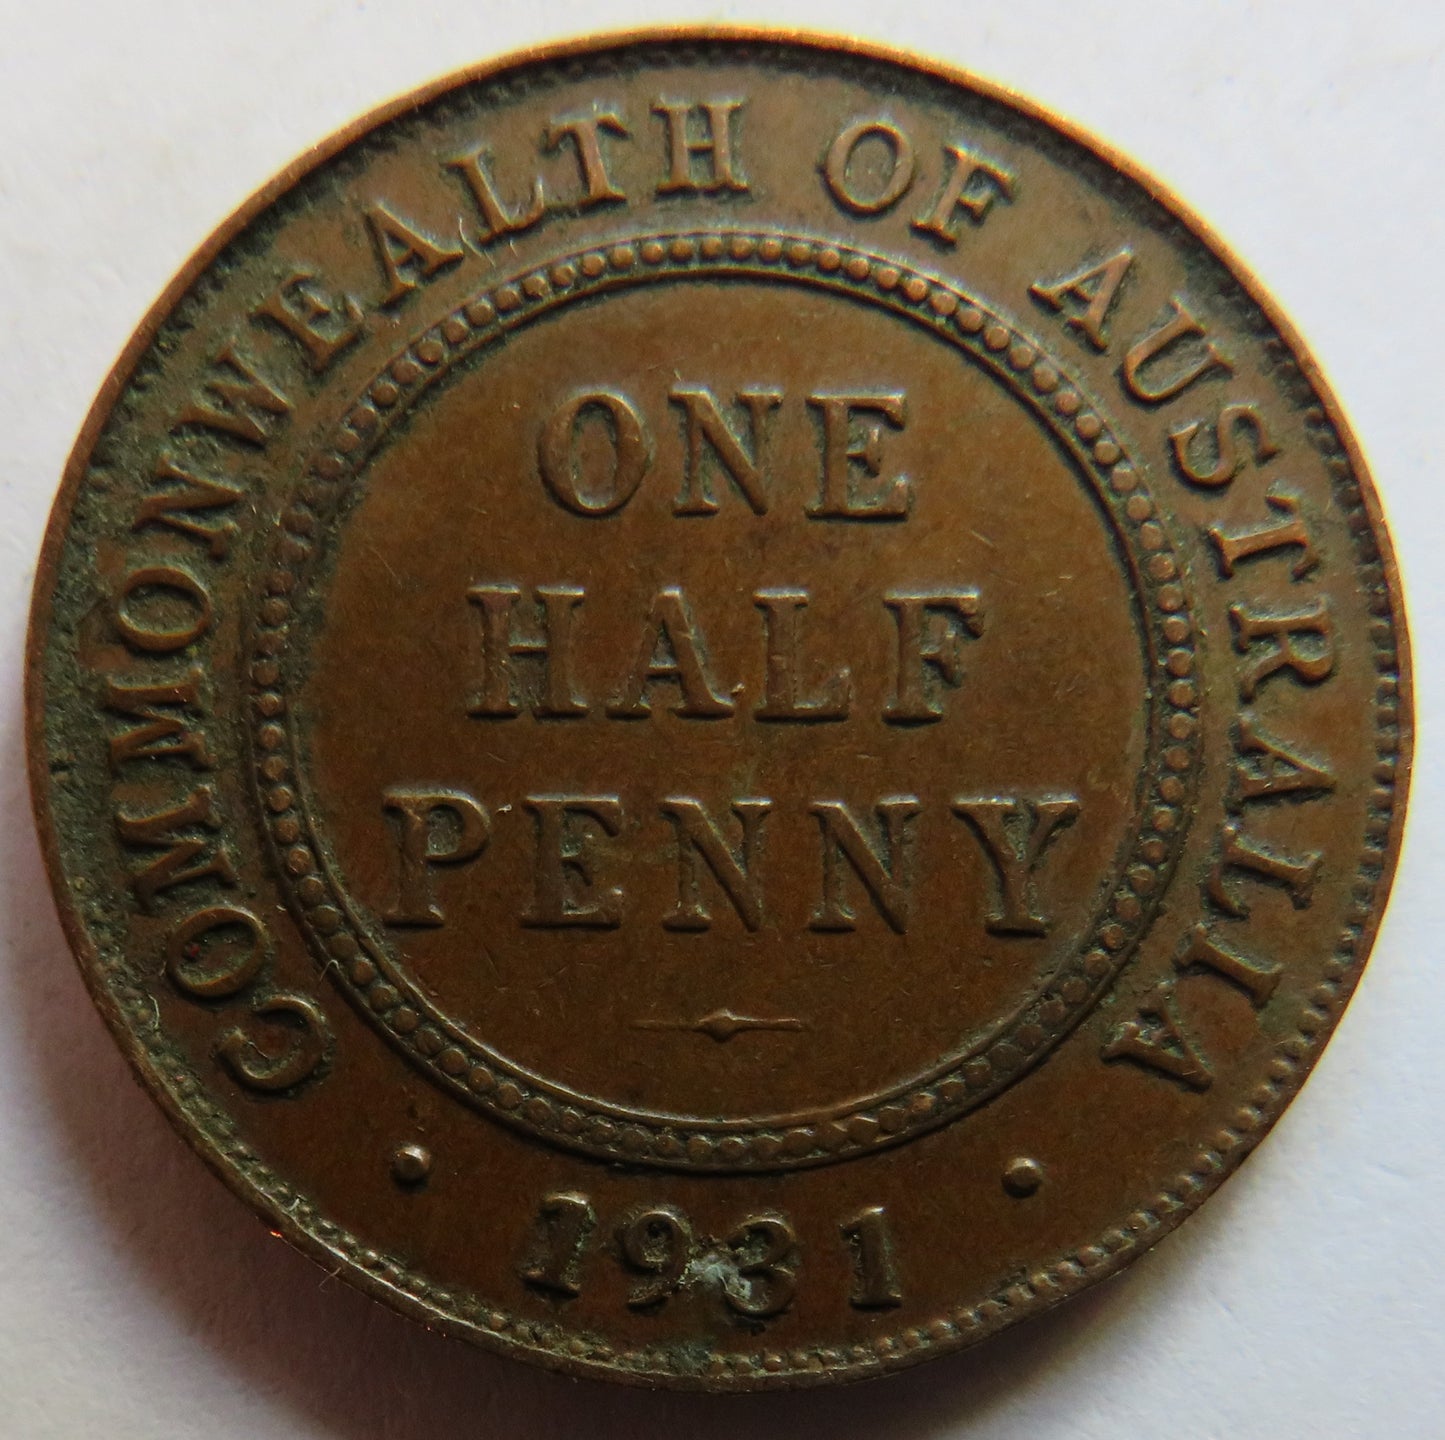 COMMONWEALTH OF AUSTRALIA
ONE
HALF
PENNY
· 1931 ·